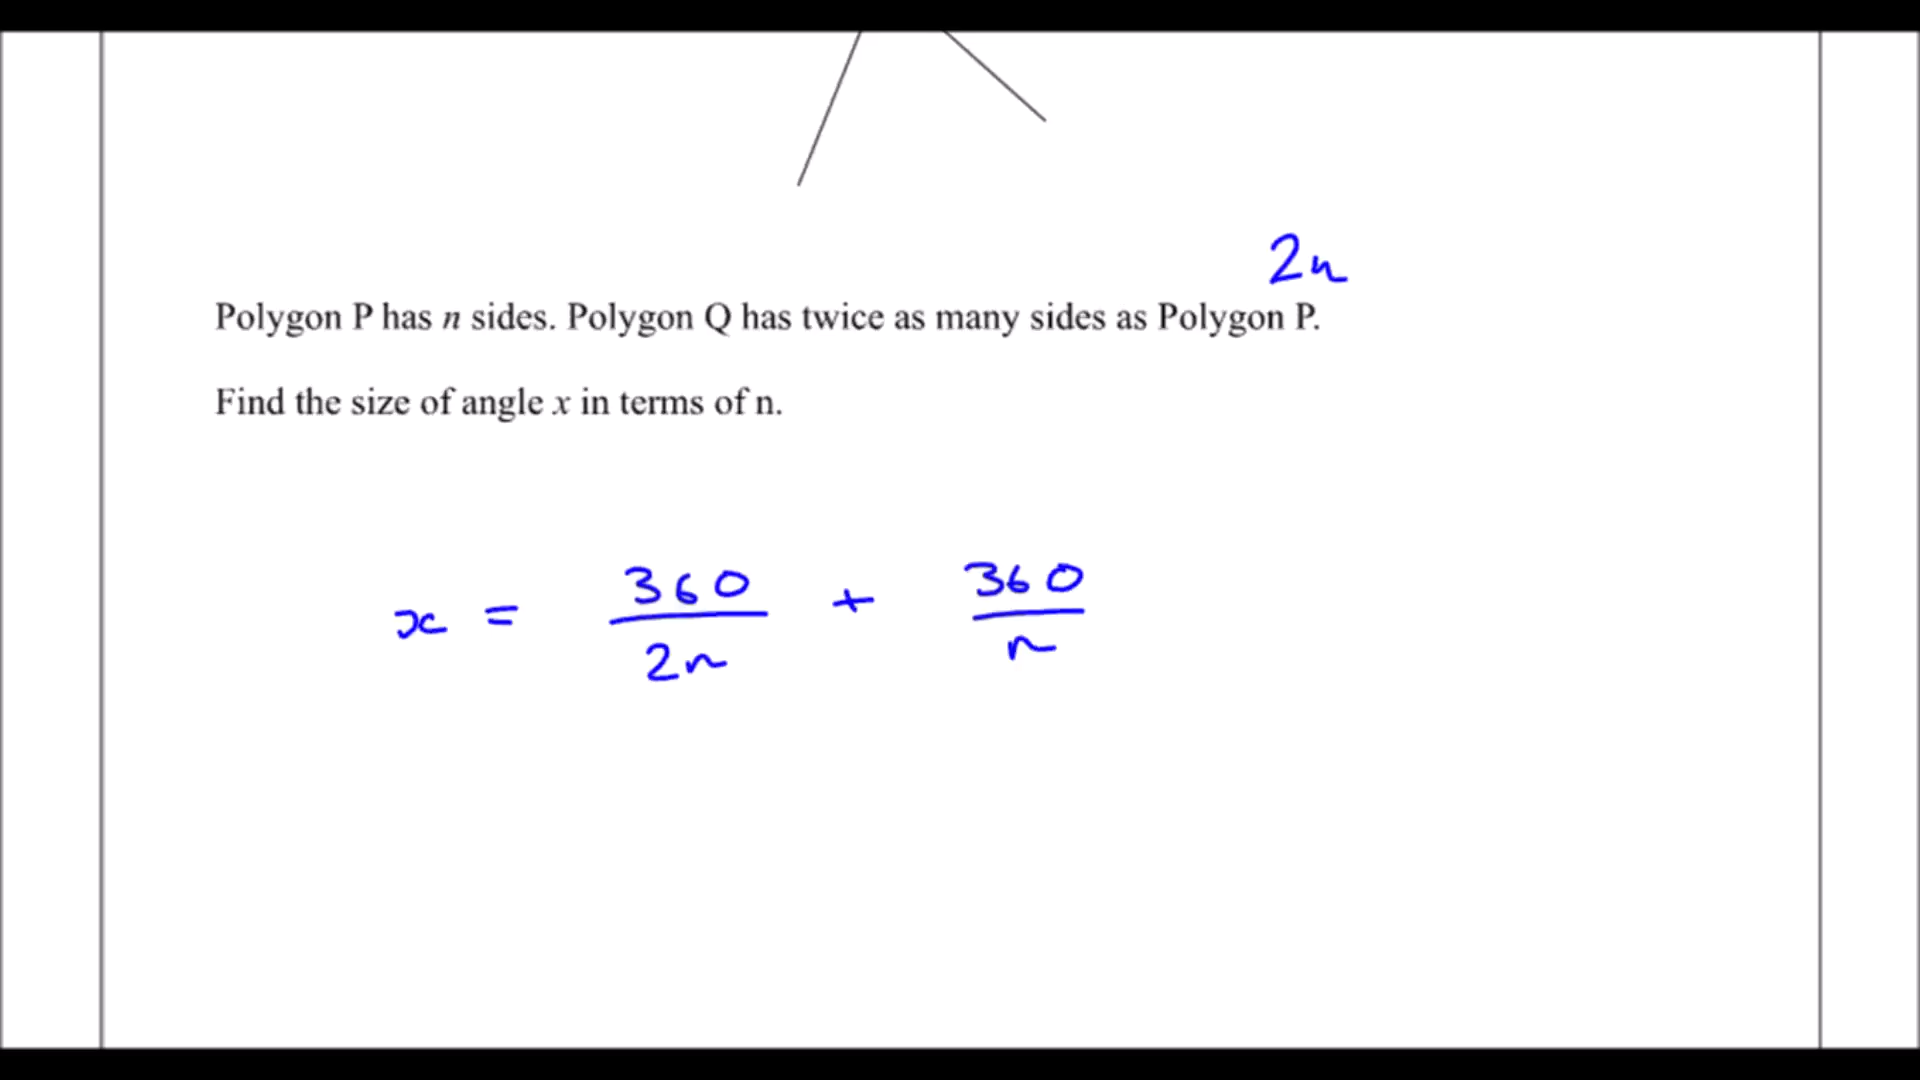 2n
Polygon P has n sides. Polygon Q has twice as many sides as Polygon P.
Find the size of angle x in terms of n.
x = 360/2n + 360/n